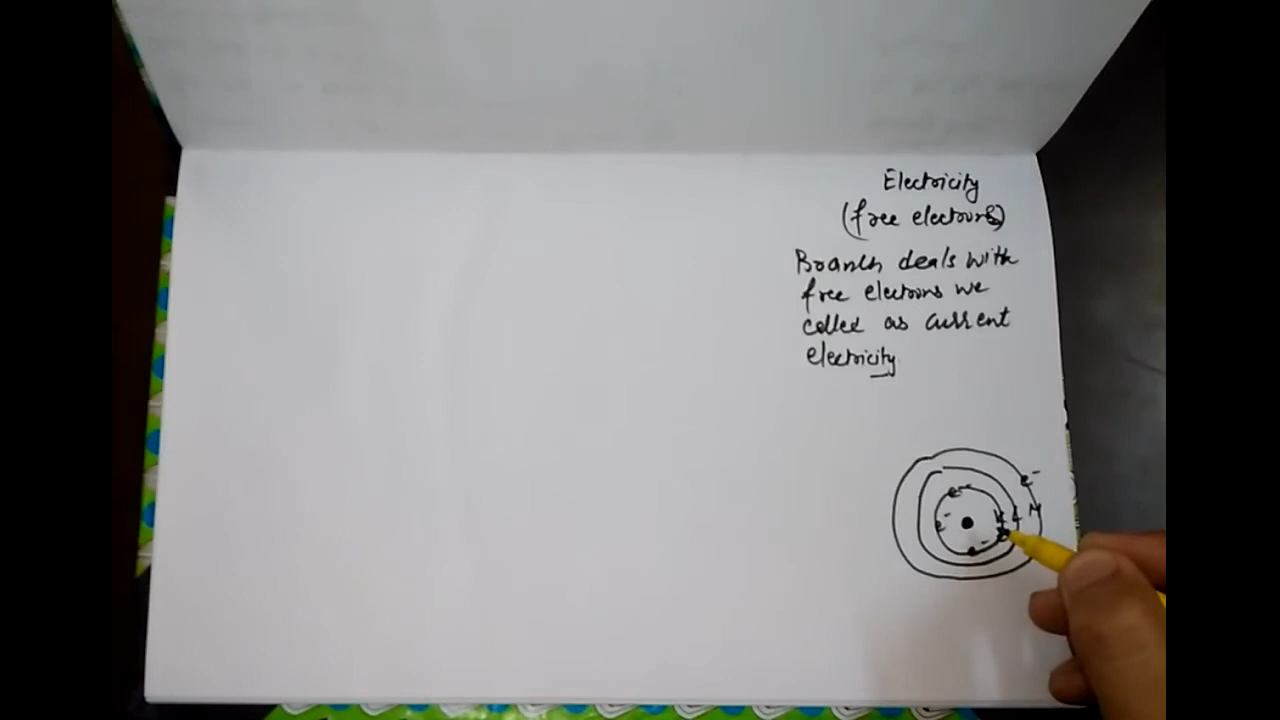 Electricity
(free electrons)
Branch deals with
free electrons we
called as current
electricity
e-
e-
e-
K L M